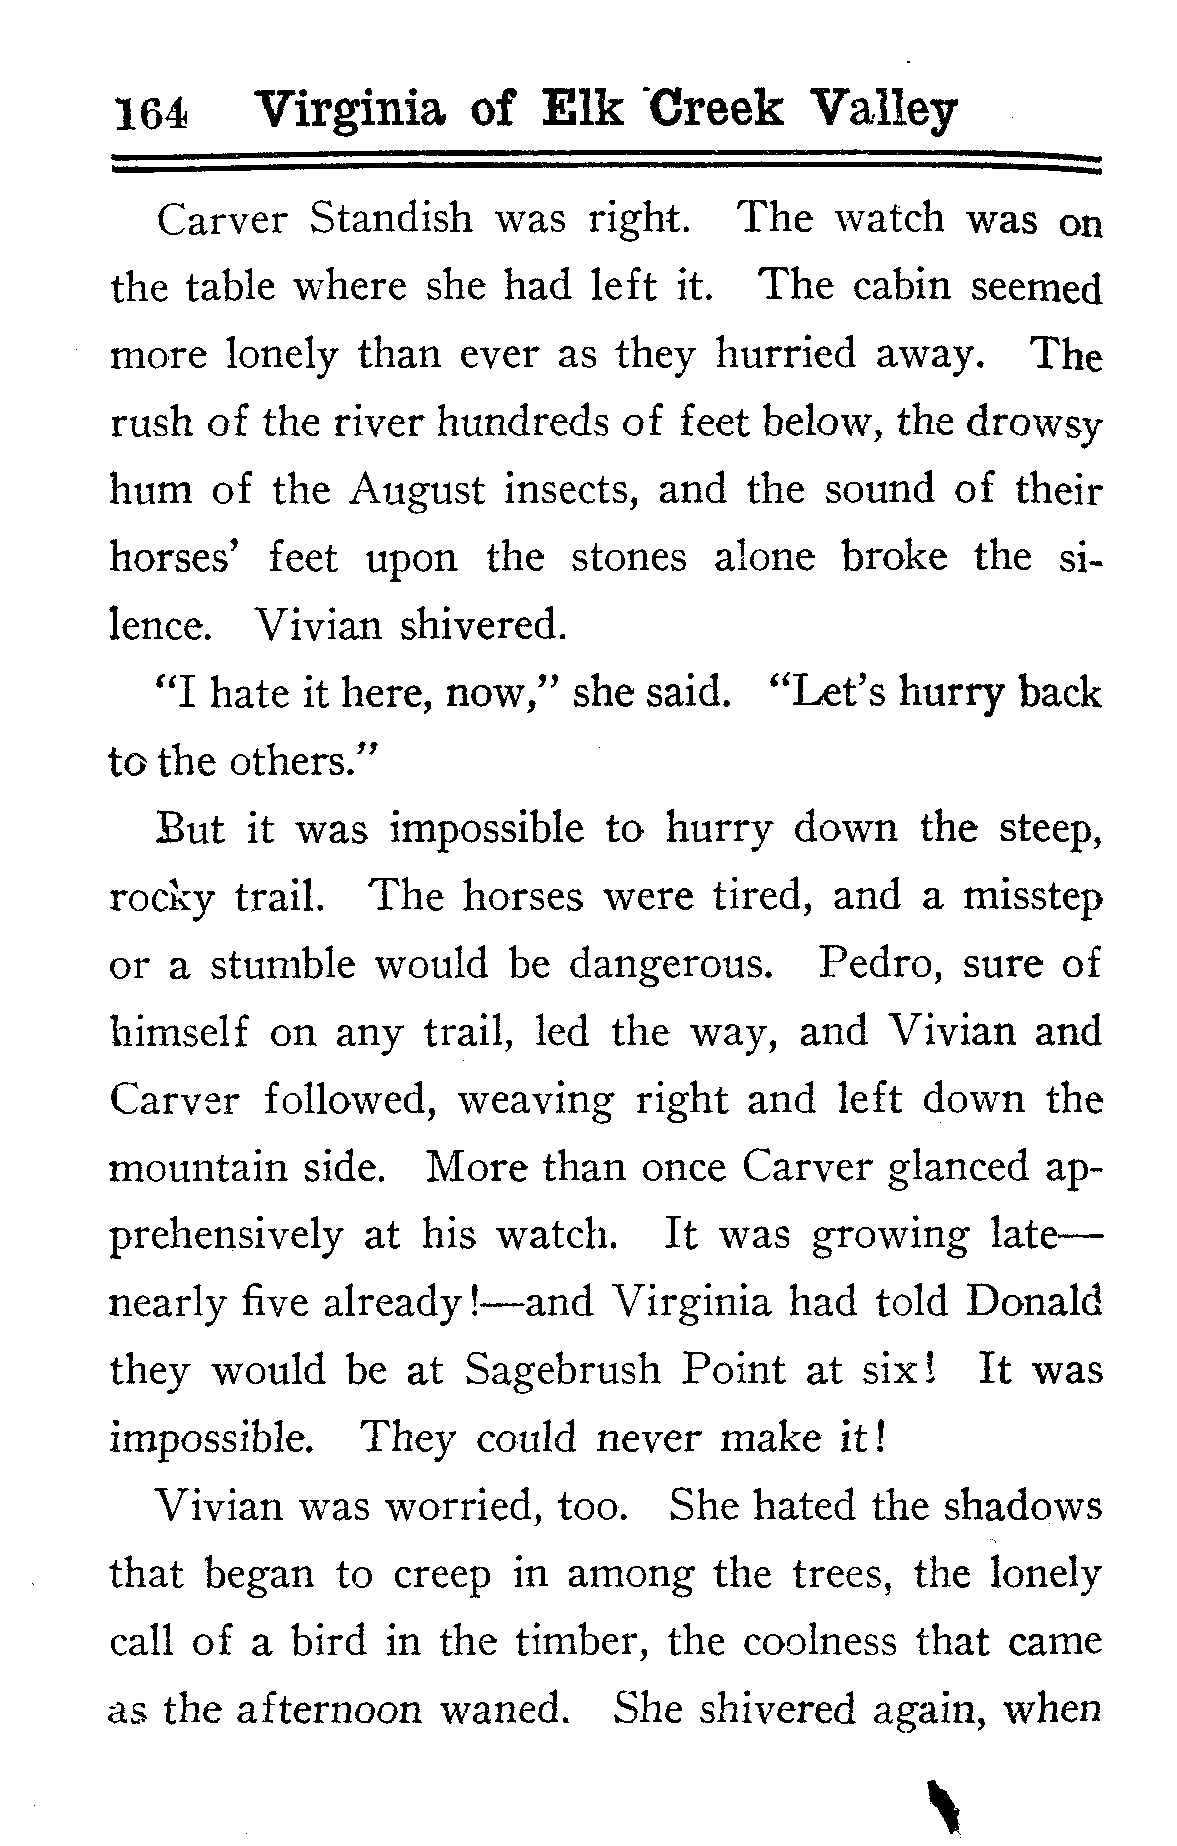 164 Virginia of Elk Creek Valley
Carver Standish was right. The watch was on
the table where she had left it. The cabin seemed
more lonely than ever as they hurried away. The
rush of the river hundreds of feet below, the drowsy
hum of the August insects, and the sound of their
horses’ feet upon the stones alone broke the si-
lence. Vivian shivered.
“I hate it here, now,” she said. “Let’s hurry back
to the others.”
But it was impossible to hurry down the steep,
rocky trail. The horses were tired, and a misstep
or a stumble would be dangerous. Pedro, sure of
himself on any trail, led the way, and Vivian and
Carver followed, weaving right and left down the
mountain side. More than once Carver glanced ap-
prehensively at his watch. It was growing late—
nearly five already!—and Virginia had told Donald
they would be at Sagebrush Point at six! It was
impossible. They could never make it!
Vivian was worried, too. She hated the shadows
that began to creep in among the trees, the lonely
call of a bird in the timber, the coolness that came
as the afternoon waned. She shivered again, when